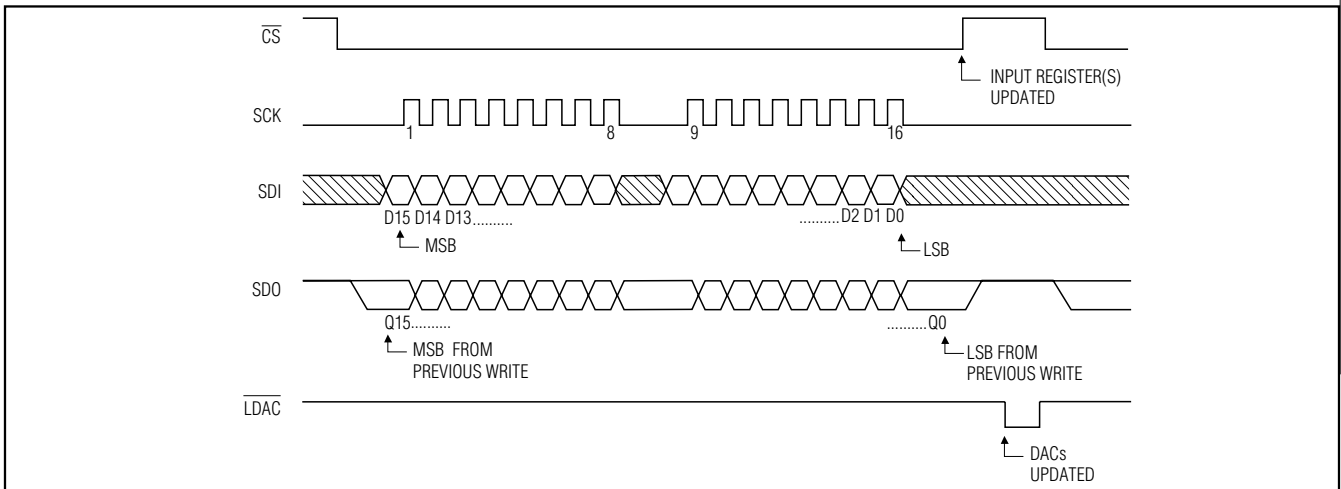 CS
INPUT REGISTER(S)
UPDATED
SCK
1
8
9
16
SDI
D15 D14 D13..........
..........D2 D1 D0
MSB
LSB
SDO
Q15..........
..........Q0
MSB FROM
PREVIOUS WRITE
LSB FROM
PREVIOUS WRITE
LDAC
DACs
UPDATED